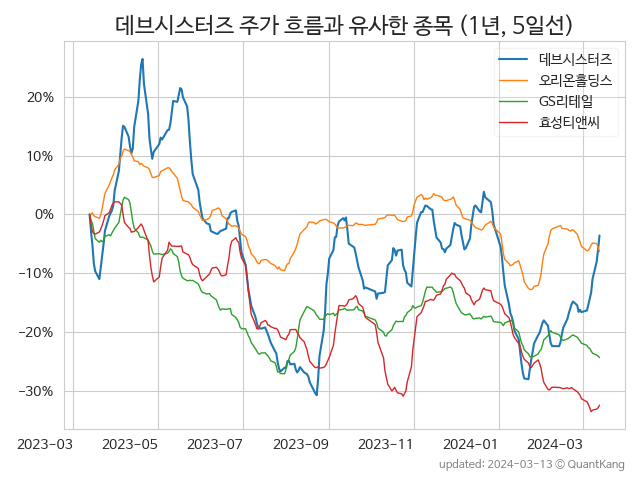 데브시스터즈 주가 흐름과 유사한 종목 (1년, 5일선)
데브시스터즈
오리온홀딩스
GS리테일
효성티앤씨
20%
10%
0%
−10%
−20%
−30%
2023-03 2023-05 2023-07 2023-09 2023-11 2024-01 2024-03
updated: 2024-03-13 © QuantKang